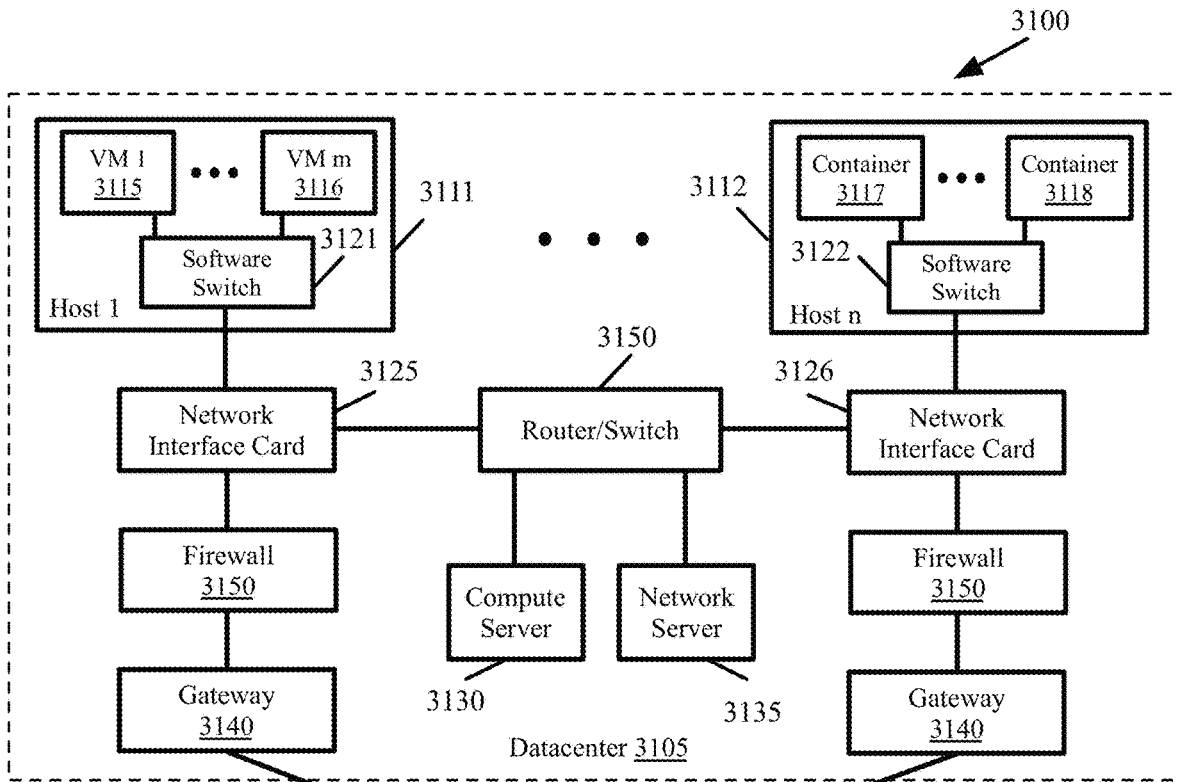 3100
VM 1
3115
VM m
3116
3121
3111
Software
Switch
Host 1
3112
Container
3117
Container
3118
3122
Software
Switch
Host n
3150
3125
3126
Network
Interface Card
Router/Switch
Network
Interface Card
Firewall
3150
Compute
Server
Network
Server
Firewall
3150
3130
3135
Gateway
3140
Datacenter 3105
Gateway
3140